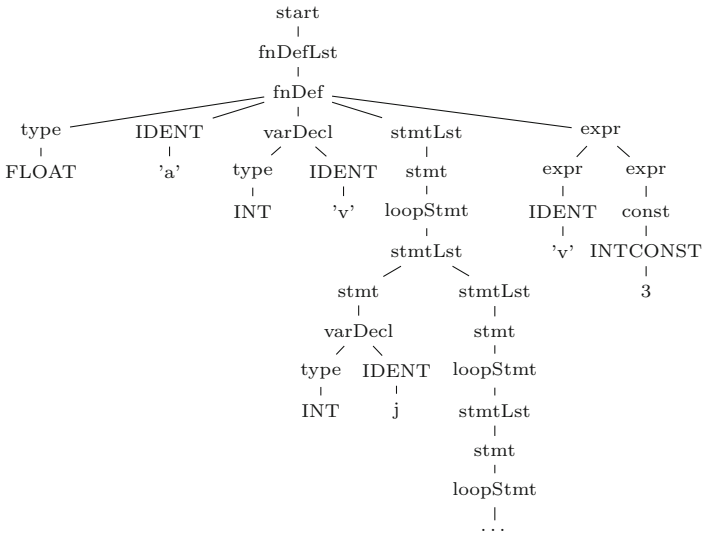 start
fnDefLst
fnDef
type IDENT varDecl stmtLst expr
FLOAT 'a' type IDENT stmt expr expr
INT 'v' loopStmt IDENT const
stmtLst 'v' INTCONST
stmt stmtLst 3
varDecl stmt
type IDENT loopStmt
INT j stmtLst
stmt
loopStmt
...